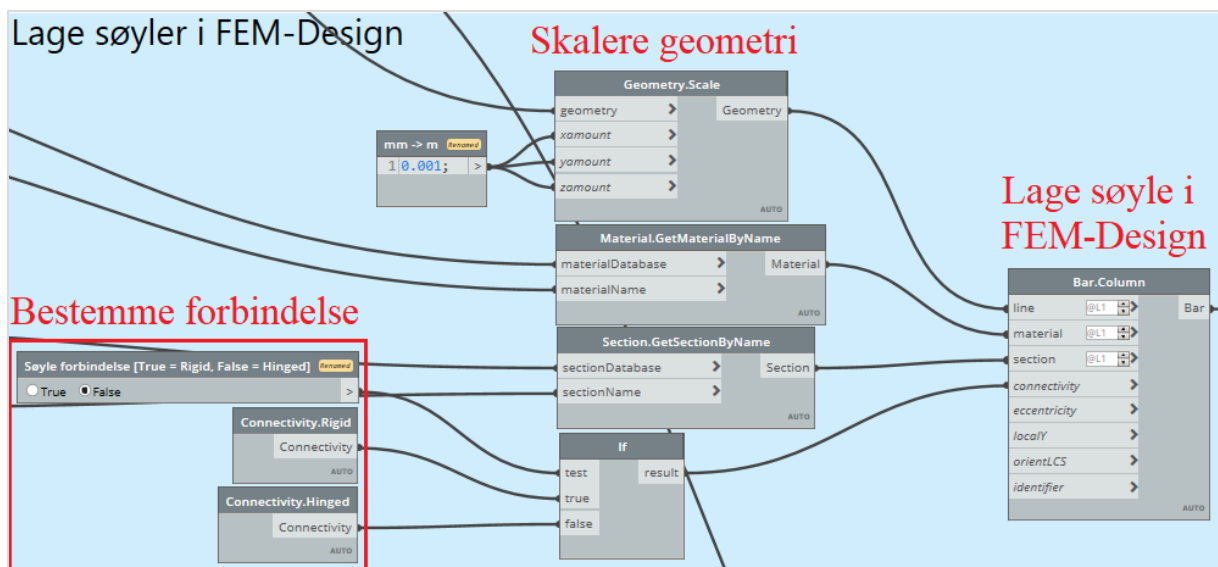 Lage søyler i FEM-Design
Skalere geometri
Geometry.Scale
geometry > Geometry
xamount >
yamount >
zamount >
AUTO
mm -> m Renamed
1 0.001; >
Material.GetMaterialByName
materialDatabase > Material
materialName >
AUTO
Lage søyle i
FEM-Design
Bar.Column
line @L1 > Bar
material @L1 >
section @L1 >
connectivity >
eccentricity >
localY >
orientLCS >
identifier >
AUTO
Bestemme forbindelse
Søyle forbindelse [True = Rigid, False = Hinged] Renamed
True False >
Section.GetSectionByName
sectionDatabase > Section
sectionName >
AUTO
Connectivity.Rigid
Connectivity
AUTO
Connectivity.Hinged
Connectivity
AUTO
If
test result
true
false
AUTO